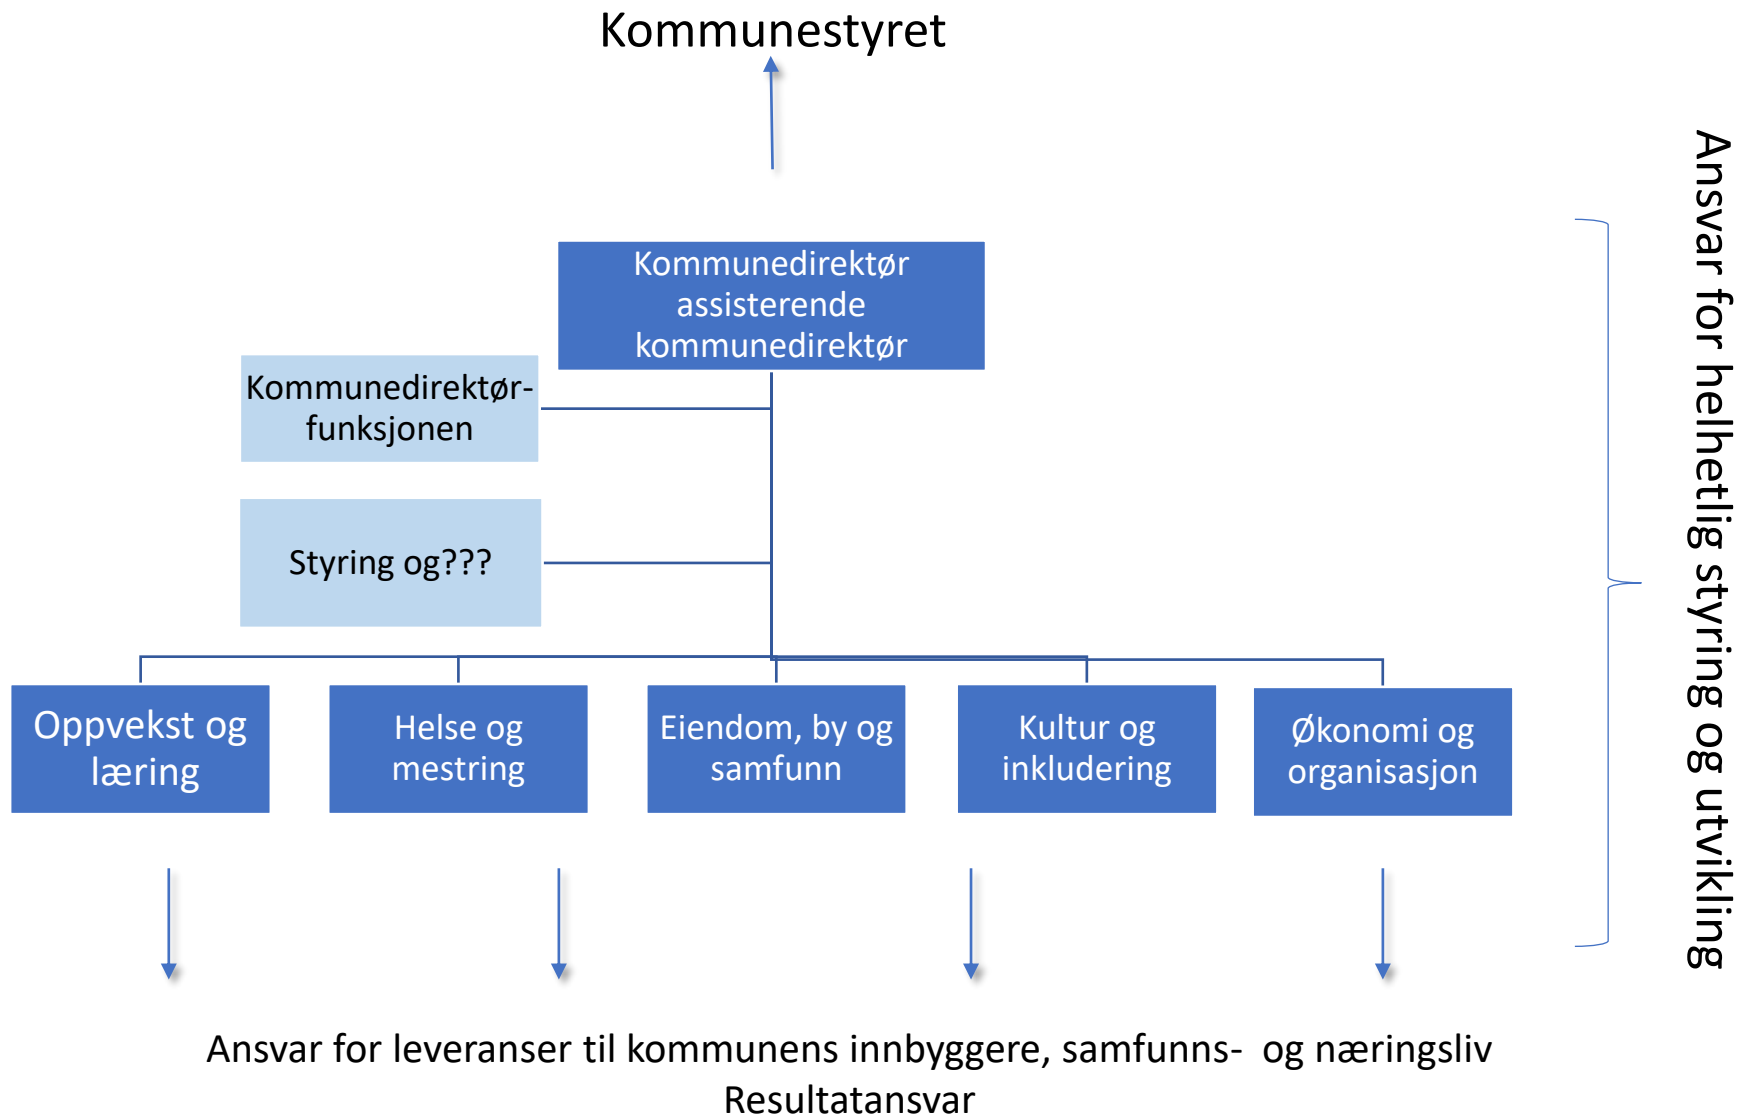 Kommunestyret
Kommunedirektør
assisterende
kommunedirektør
Kommunedirektør-
funksjonen
Styring og???
Oppvekst og
læring
Helse og
mestring
Eiendom, by og
samfunn
Kultur og
inkludering
Økonomi og
organisasjon
Ansvar for helhetlig styring og utvikling
Ansvar for leveranser til kommunens innbyggere, samfunns- og næringsliv
Resultatansvar